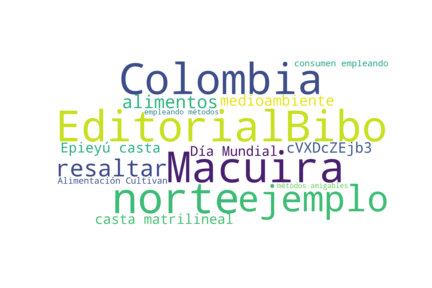 consumen empleando
Colombia
alimentos medioambiente
empleando métodos
EditorialBibo
Epieyú casta Día Mundial cVXDcZEjb3
resaltar Macuira
Alimentación Cultivan
métodos amigables
norte ejemplo
casta matrilineal